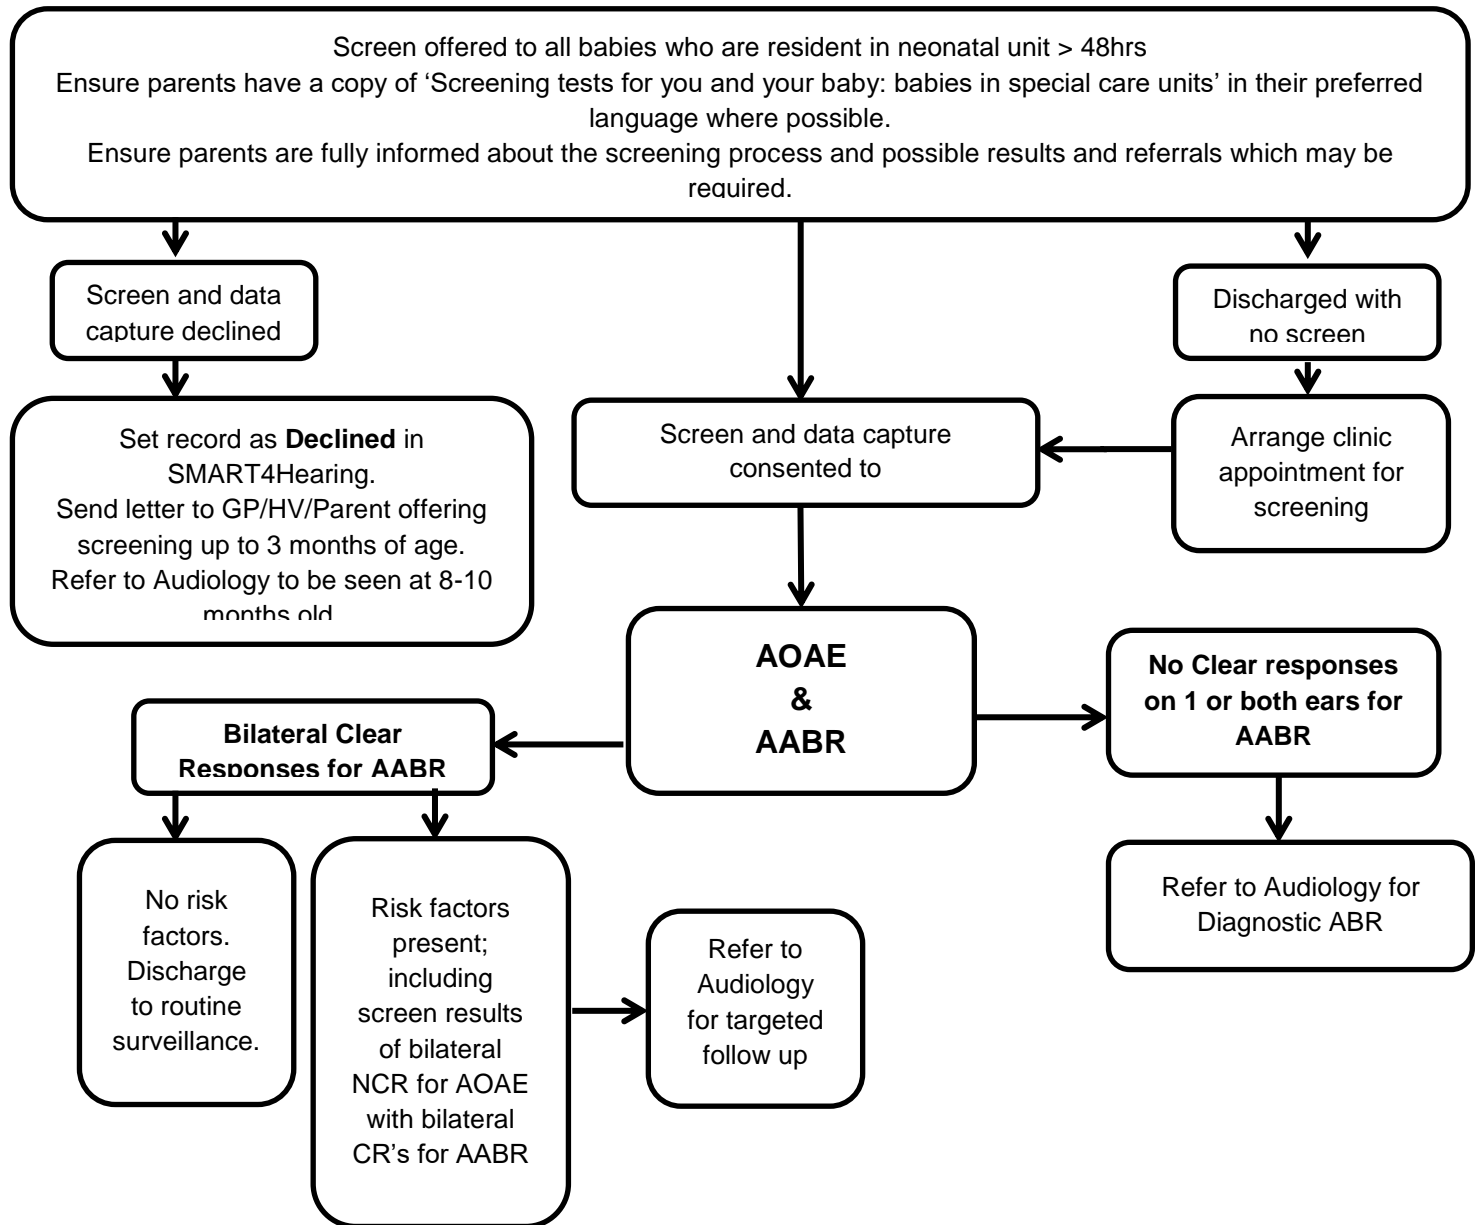 Screen offered to all babies who are resident in neonatal unit > 48hrs
Ensure parents have a copy of ‘Screening tests for you and your baby: babies in special care units’ in their preferred
language where possible.
Ensure parents are fully informed about the screening process and possible results and referrals which may be
required.
Screen and data
capture declined
Discharged with
no screen
Set record as Declined in
SMART4Hearing.
Send letter to GP/HV/Parent offering
screening up to 3 months of age.
Refer to Audiology to be seen at 8-10
months old
Screen and data capture
consented to
Arrange clinic
appointment for
screening
AOAE
&
AABR
No Clear responses
on 1 or both ears for
AABR
Bilateral Clear
Responses for AABR
No risk
factors.
Discharge
to routine
surveillance.
Risk factors
present;
including
screen results
of bilateral
NCR for AOAE
with bilateral
CR’s for AABR
Refer to
Audiology
for targeted
follow up
Refer to Audiology for
Diagnostic ABR